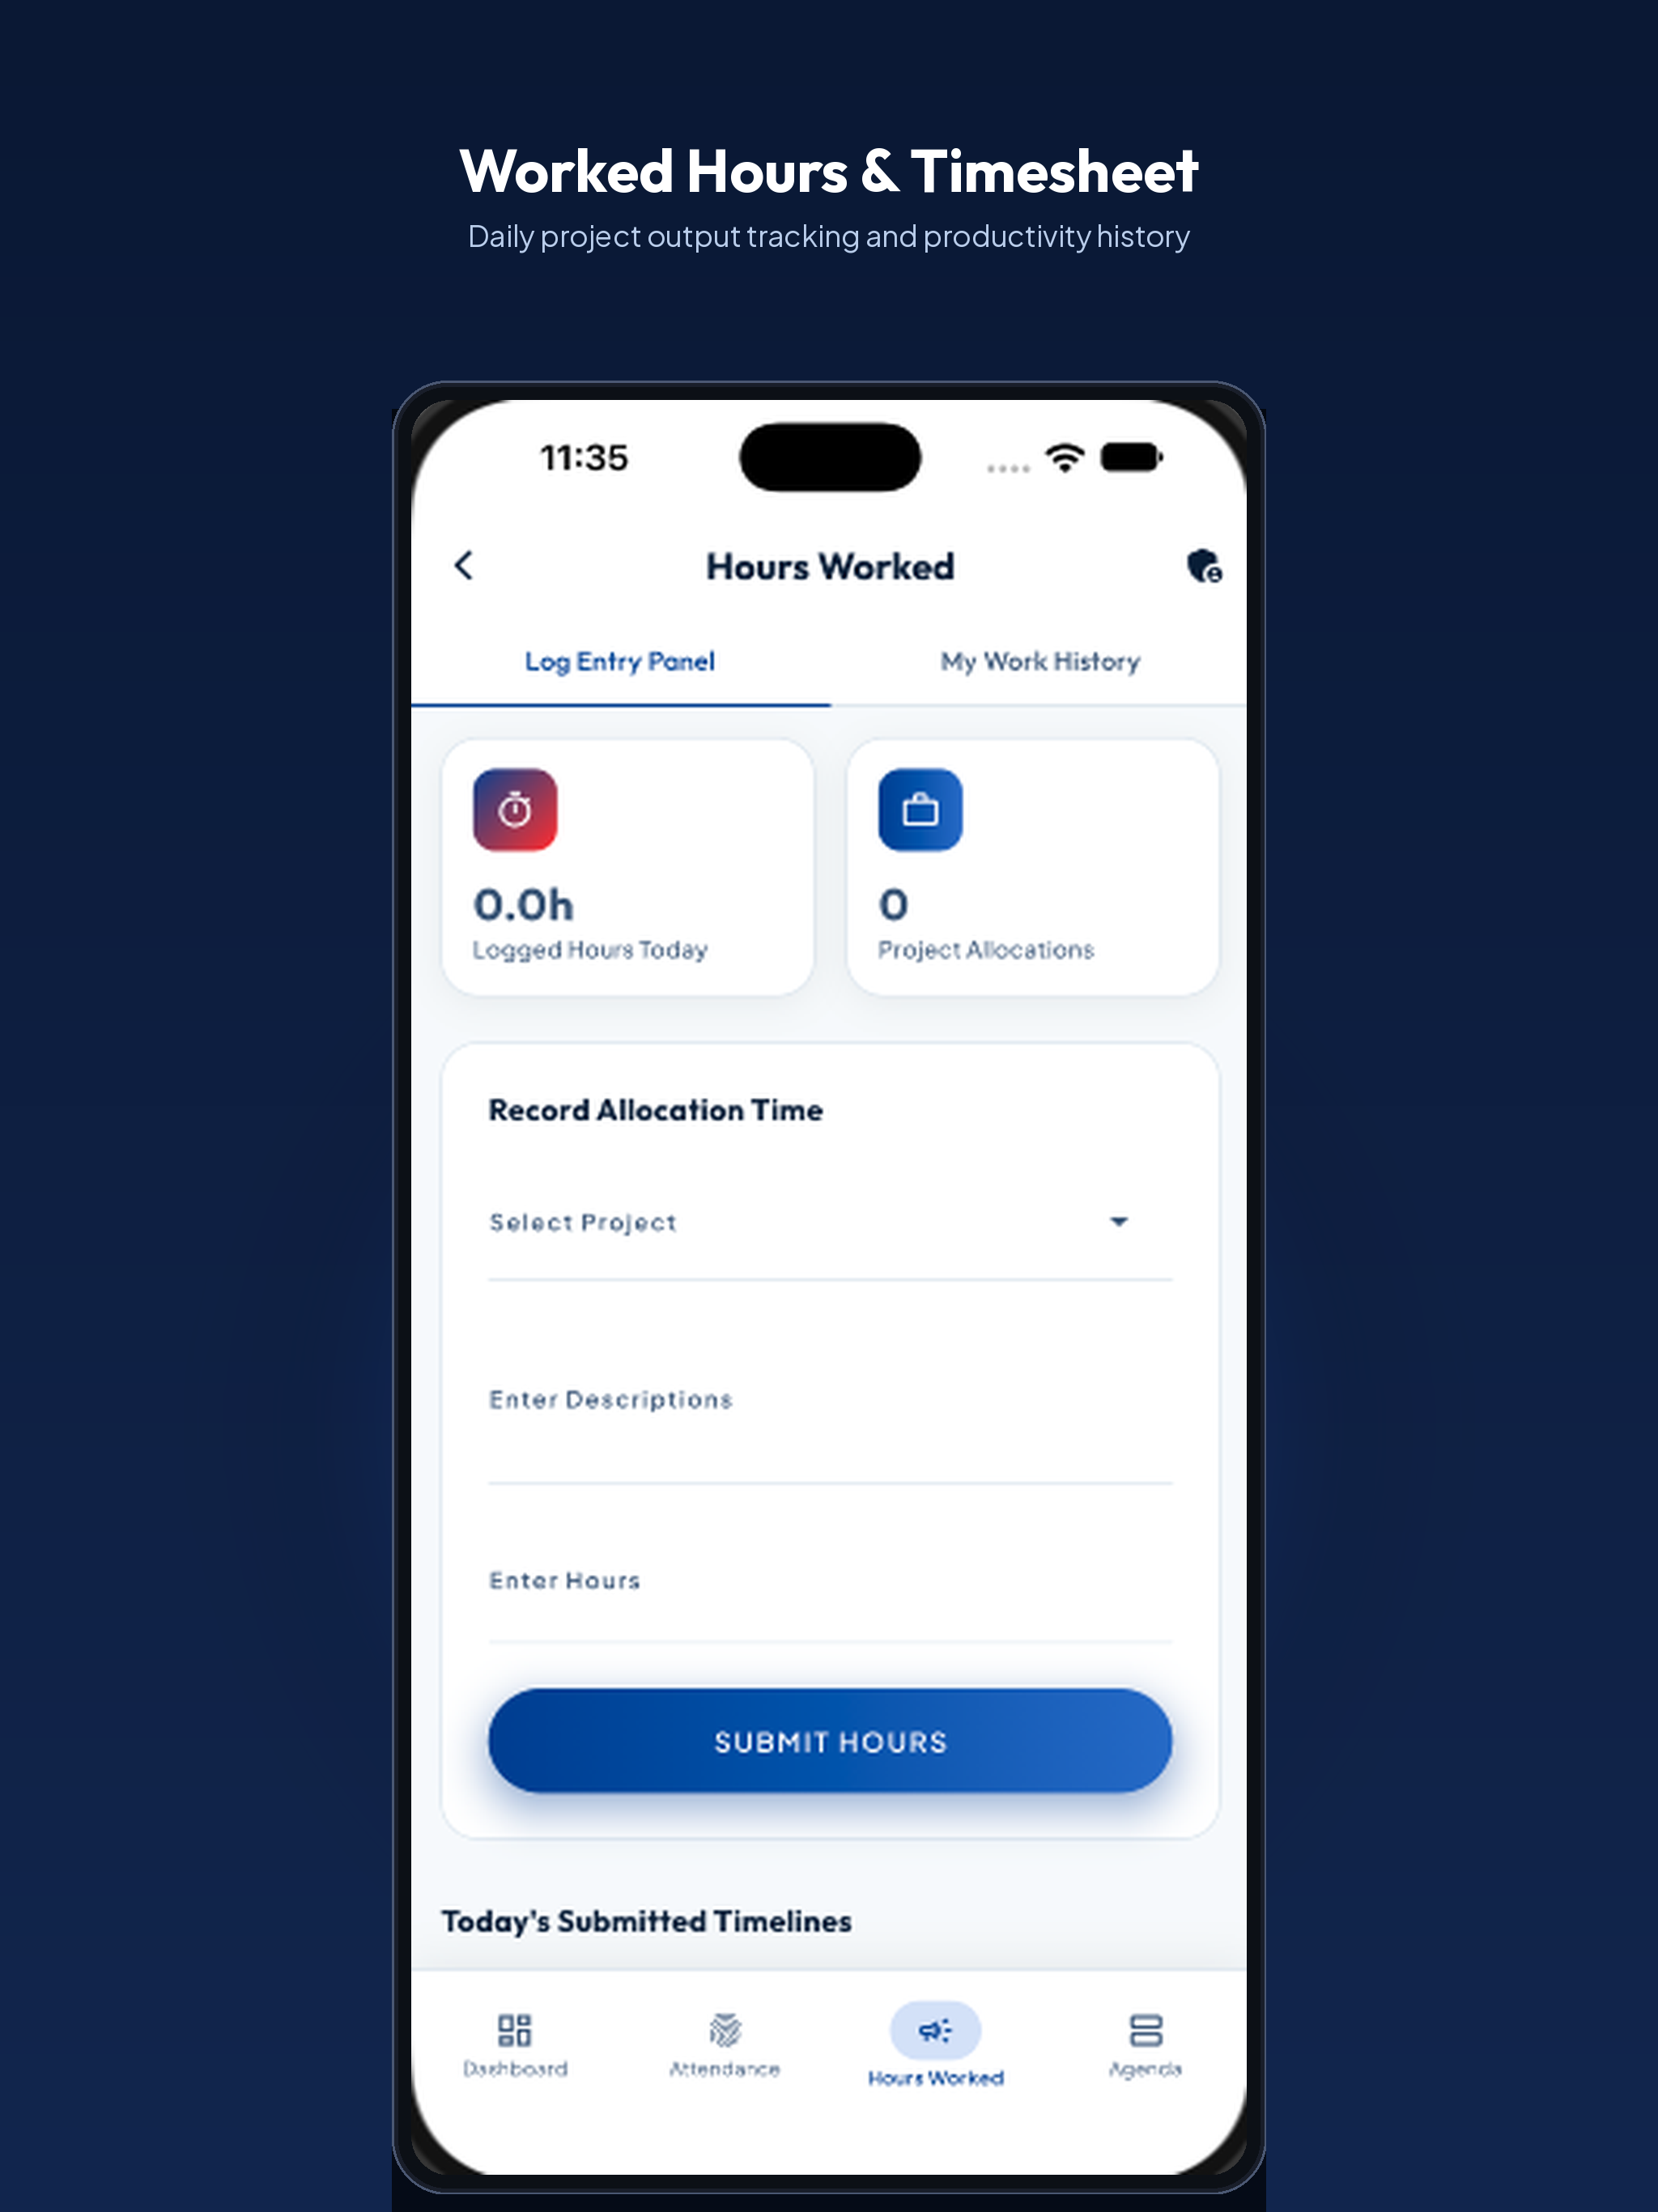 Worked Hours & Timesheet
Daily project output tracking and productivity history
11:35
Hours Worked
Log Entry Panel
My Work History
0.0h
Logged Hours Today
0
Project Allocations
Record Allocation Time
Select Project
Enter Descriptions
Enter Hours
SUBMIT HOURS
Today's Submitted Timelines
Dashboard
Attendance
Hours Worked
Agenda